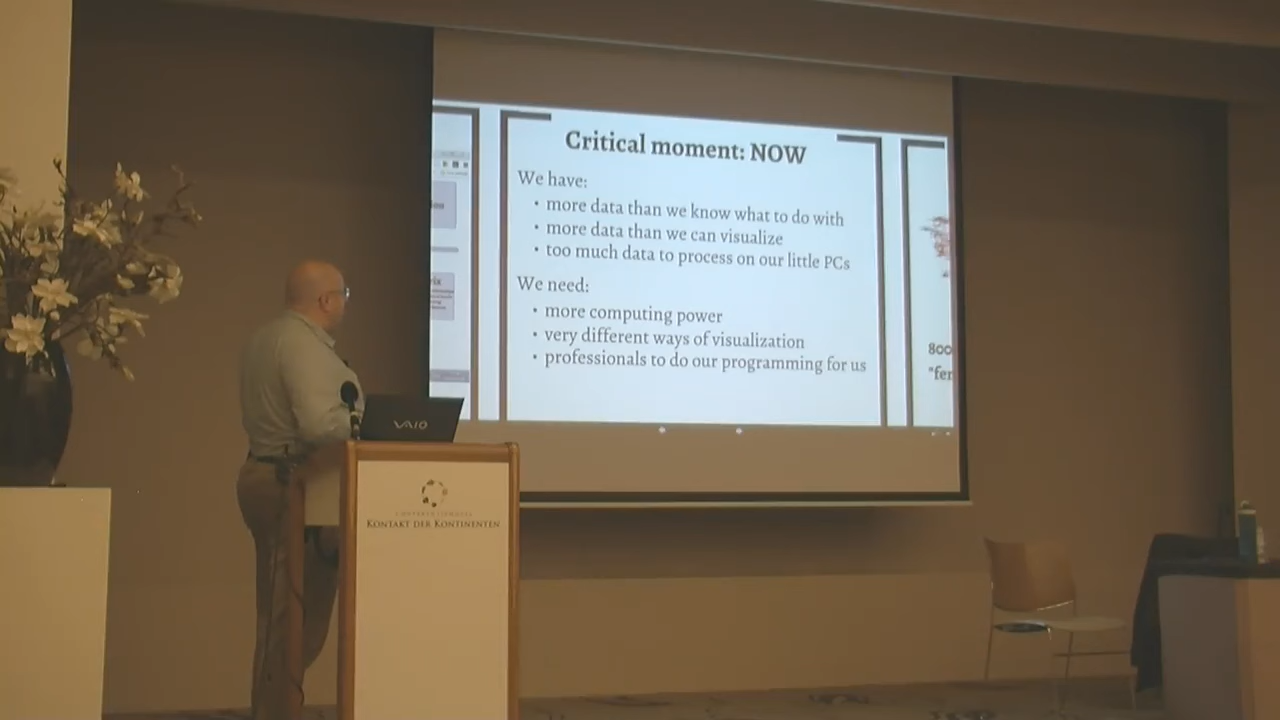 Critical moment: NOW
We have:
• more data than we know what to do with
• more data than we can visualize
• too much data to process on our little PCs
We need:
• more computing power
• very different ways of visualization
• professionals to do our programming for us
800
"fer
VAIO
KONTAKT DER KONTINENTEN